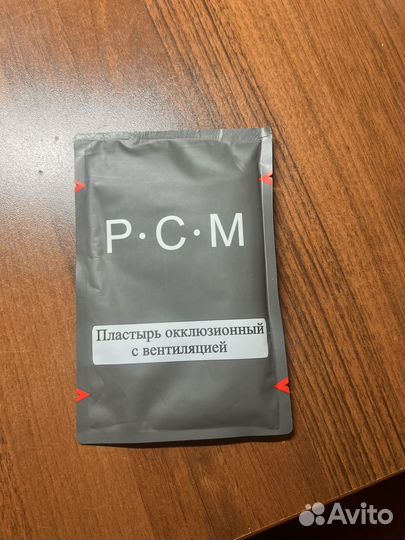 P·C·M
Пластырь окклюзионный
с вентиляцией
Avito